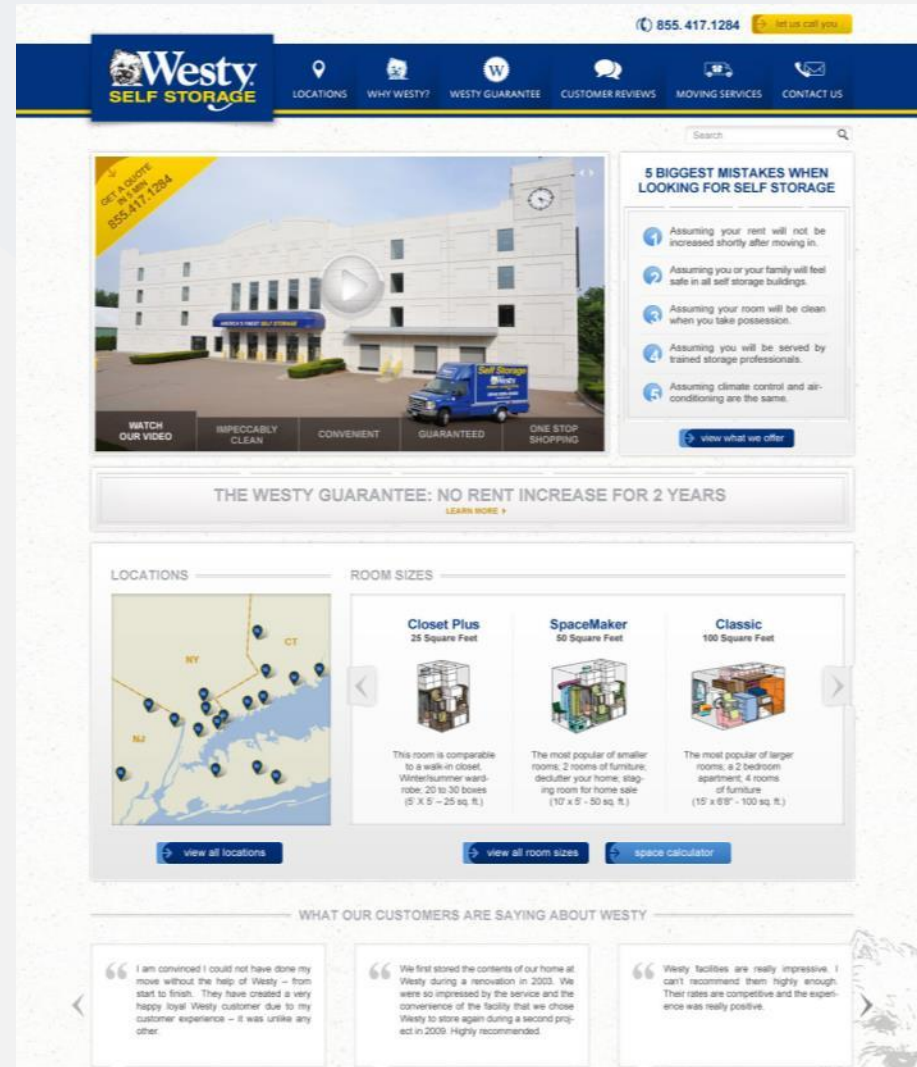 855.417.1284
let us call you
Westy
SELF STORAGE
LOCATIONS
WHY WESTY?
W
WESTY GUARANTEE
CUSTOMER REVIEWS
MOVING SERVICES
CONTACT US
Search
GET A QUOTE
IN 5 MIN
855.417.1284
AMERICA'S FINEST SELF STORAGE
Self Storage
Westy
WATCH
OUR VIDEO
IMPECCABLY
CLEAN
CONVENIENT
GUARANTEED
ONE STOP
SHOPPING
5 BIGGEST MISTAKES WHEN
LOOKING FOR SELF STORAGE
1 Assuming your rent will not be
increased shortly after moving in.
2 Assuming you or your family will feel
safe in all self storage buildings.
3 Assuming your room will be clean
when you take possession.
4 Assuming you will be served by
trained storage professionals.
5 Assuming climate control and air-
conditioning are the same.
view what we offer
THE WESTY GUARANTEE: NO RENT INCREASE FOR 2 YEARS
LEARN MORE
LOCATIONS
NY
CT
NJ
view all locations
ROOM SIZES
Closet Plus
25 Square Feet
This room is comparable
to a walk-in closet,
Winter/summer ward-
robe; 20 to 30 boxes
(5' X 5' – 25 sq. ft.)
SpaceMaker
50 Square Feet
The most popular of smaller
rooms; 2 rooms of furniture;
declutter your home; stag-
ing room for home sale
(10' x 5' - 50 sq. ft.)
Classic
100 Square Feet
The most popular of larger
rooms; a 2 bedroom
apartment; 4 rooms
of furniture
(15' x 6'8" - 100 sq. ft.)
view all room sizes
space calculator
WHAT OUR CUSTOMERS ARE SAYING ABOUT WESTY
I am convinced I could not have done my
move without the help of Westy – from
start to finish. They have created a very
happy loyal Westy customer due to my
customer experience – it was unlike any
other.
We first stored the contents of our home at
Westy during a renovation in 2003. We
were so impressed by the service and the
convenience of the facility that we chose
Westy to store again during a second proj-
ect in 2009. Highly recommended.
Westy facilities are really impressive. I
can't recommend them highly enough.
Their rates are competitive and the experi-
ence was really positive.